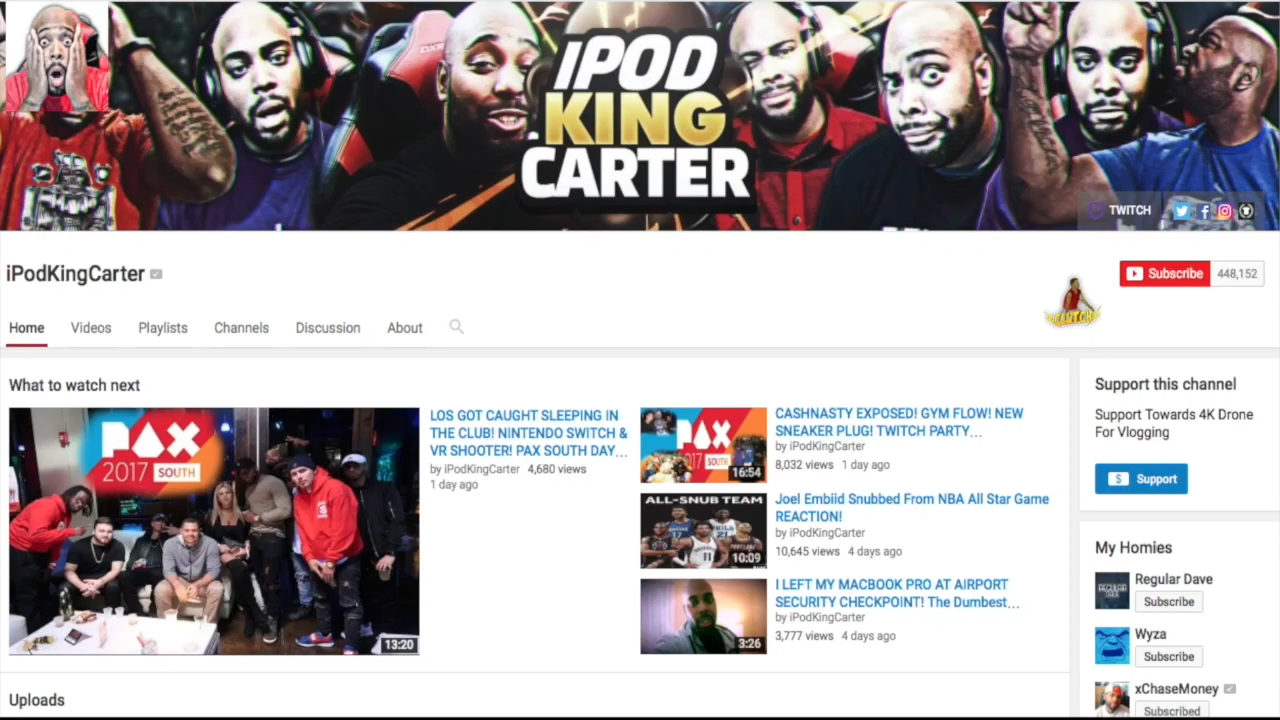 IPOD
KING
CARTER
DXR
TWITCH
iPodKingCarter
Subscribe 448,152
Home Videos Playlists Channels Discussion About
What to watch next
PAX
2017 SOUTH
13:20
LOS GOT CAUGHT SLEEPING IN
THE CLUB! NINTENDO SWITCH &
VR SHOOTER! PAX SOUTH DAY...
by iPodKingCarter 4,680 views
1 day ago
PAX
2017 SOUTH
16:54
CASHNASTY EXPOSED! GYM FLOW! NEW
SNEAKER PLUG! TWITCH PARTY...
by iPodKingCarter
8,032 views 1 day ago
ALL-SNUB TEAM
10:09
Joel Embiid Snubbed From NBA All Star Game
REACTION!
by iPodKingCarter
10,645 views 4 days ago
3:26
I LEFT MY MACBOOK PRO AT AIRPORT
SECURITY CHECKPOINT! The Dumbest...
by iPodKingCarter
3,777 views 4 days ago
Uploads
Support this channel
Support Towards 4K Drone
For Vlogging
$ Support
My Homies
Regular Dave
Subscribe
Wyza
Subscribe
xChaseMoney
Subscribed